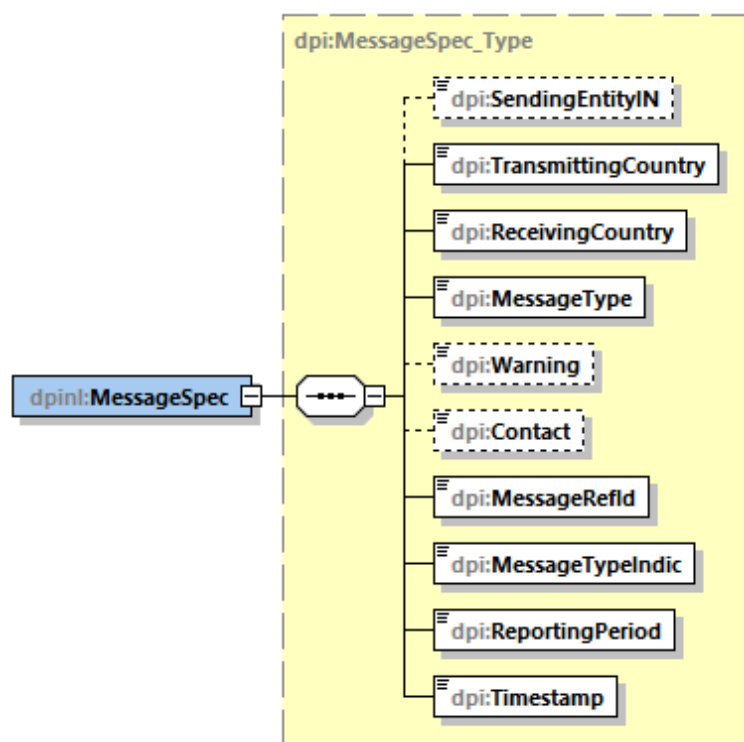 dpi:MessageSpec_Type
dpi:SendingEntityIN
dpi:TransmittingCountry
dpi:ReceivingCountry
dpi:MessageType
dpi:Warning
dpinl:MessageSpec
dpi:Contact
dpi:MessageRefId
dpi:MessageTypeIndic
dpi:ReportingPeriod
dpi:Timestamp